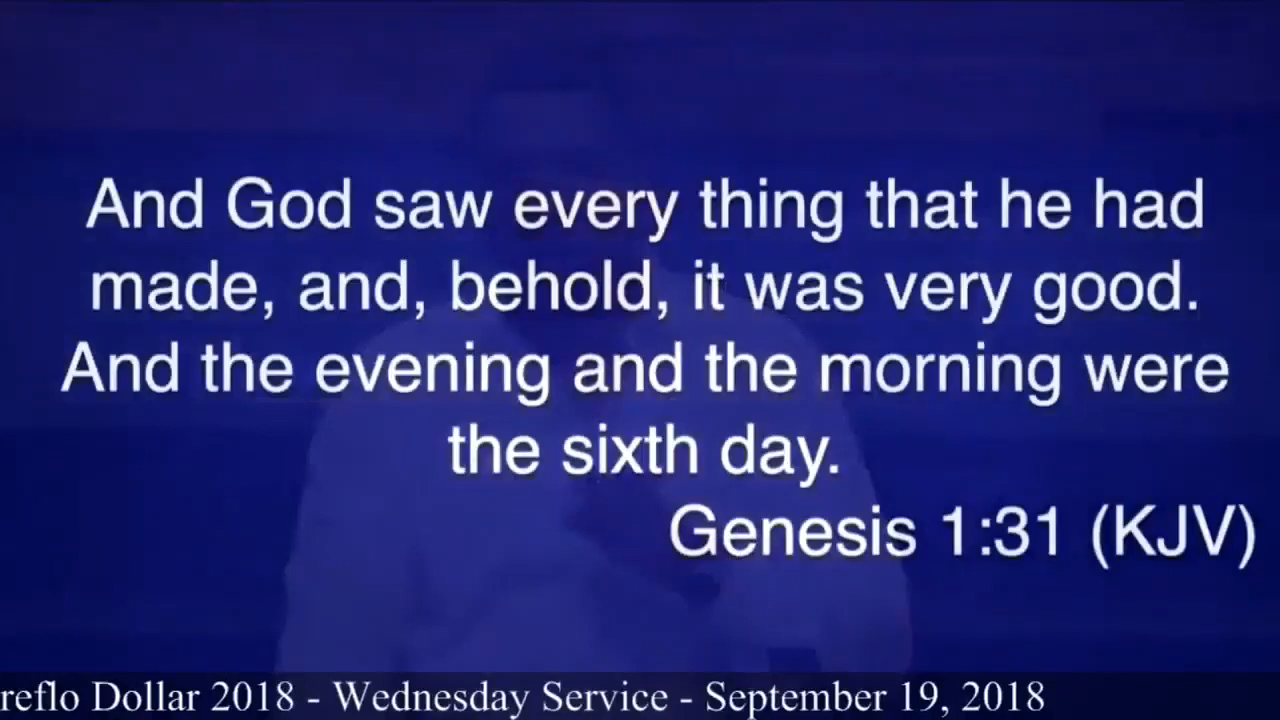 And God saw every thing that he had
made, and, behold, it was very good.
And the evening and the morning were
the sixth day.
Genesis 1:31 (KJV)
reflo Dollar 2018 - Wednesday Service - September 19, 2018